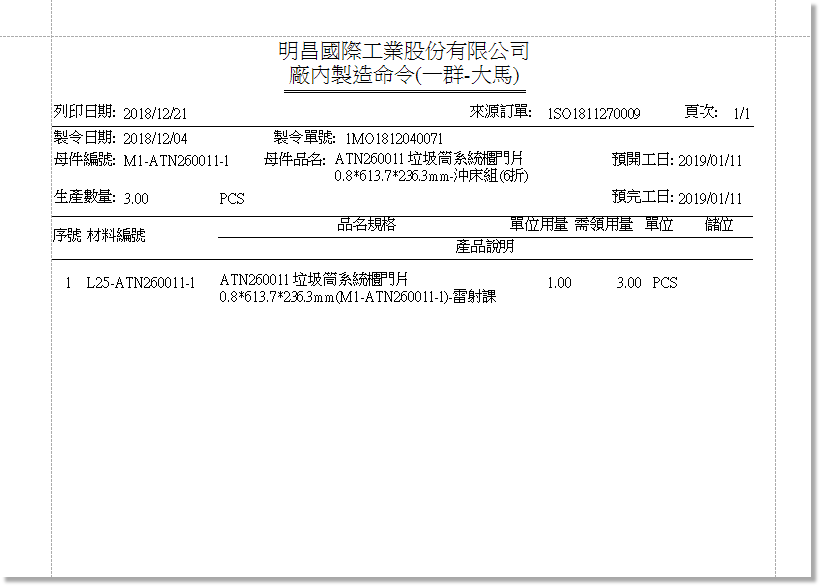 明昌國際工業股份有限公司
廠內製造命令(一群-大馬)
列印日期: 2018/12/21 來源訂單: 1SO1811270009 頁次: 1/1
製令日期: 2018/12/04 製令單號: 1MO1812040071
母件編號: M1-ATN260011-1 母件品名: ATN260011 垃圾筒系統櫃門片 預開工日: 2019/01/11
0.8*613.7*236.3mm-沖床組(6折)
生產數量: 3.00 PCS 預完工日: 2019/01/11
序號 材料編號 品名規格 單位用量 需領用量 單位 儲位
產品說明
1 L25-ATN260011-1 ATN260011 垃圾筒系統櫃門片 1.00 3.00 PCS
0.8*613.7*236.3mm(M1-ATN260011-1)-雷射課